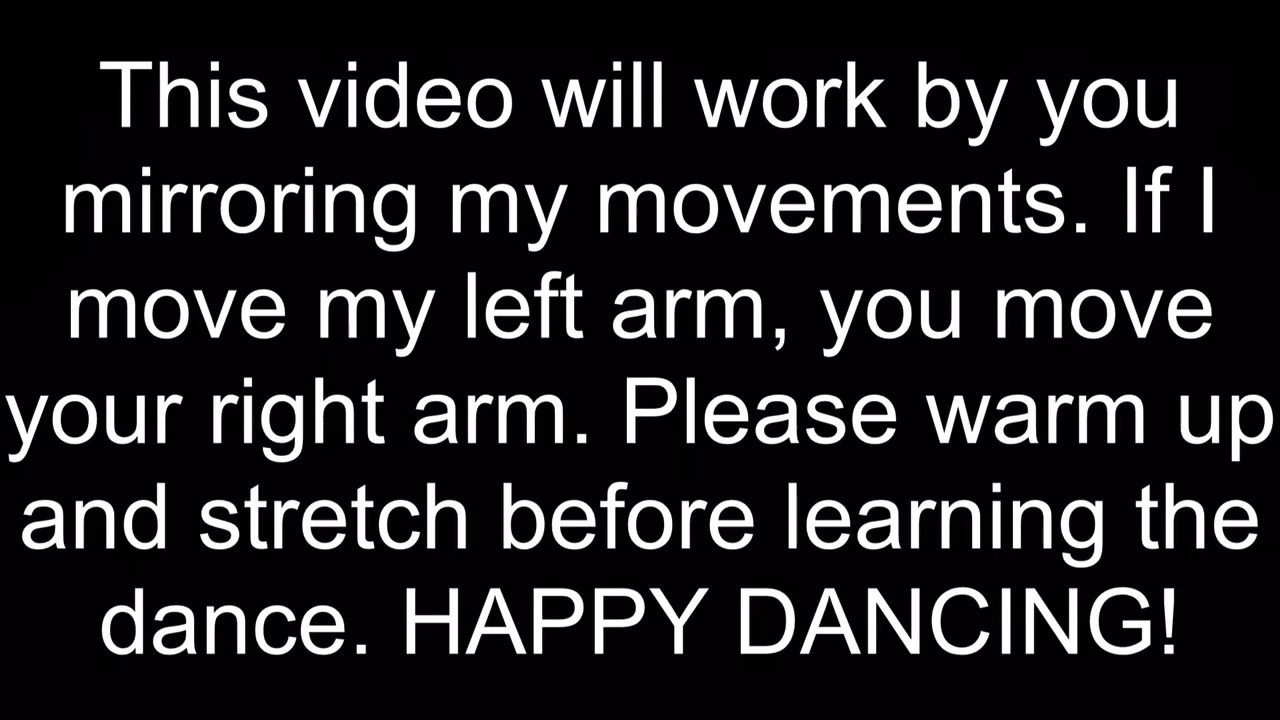 This video will work by you
mirroring my movements. If I
move my left arm, you move
your right arm. Please warm up
and stretch before learning the
dance. HAPPY DANCING!